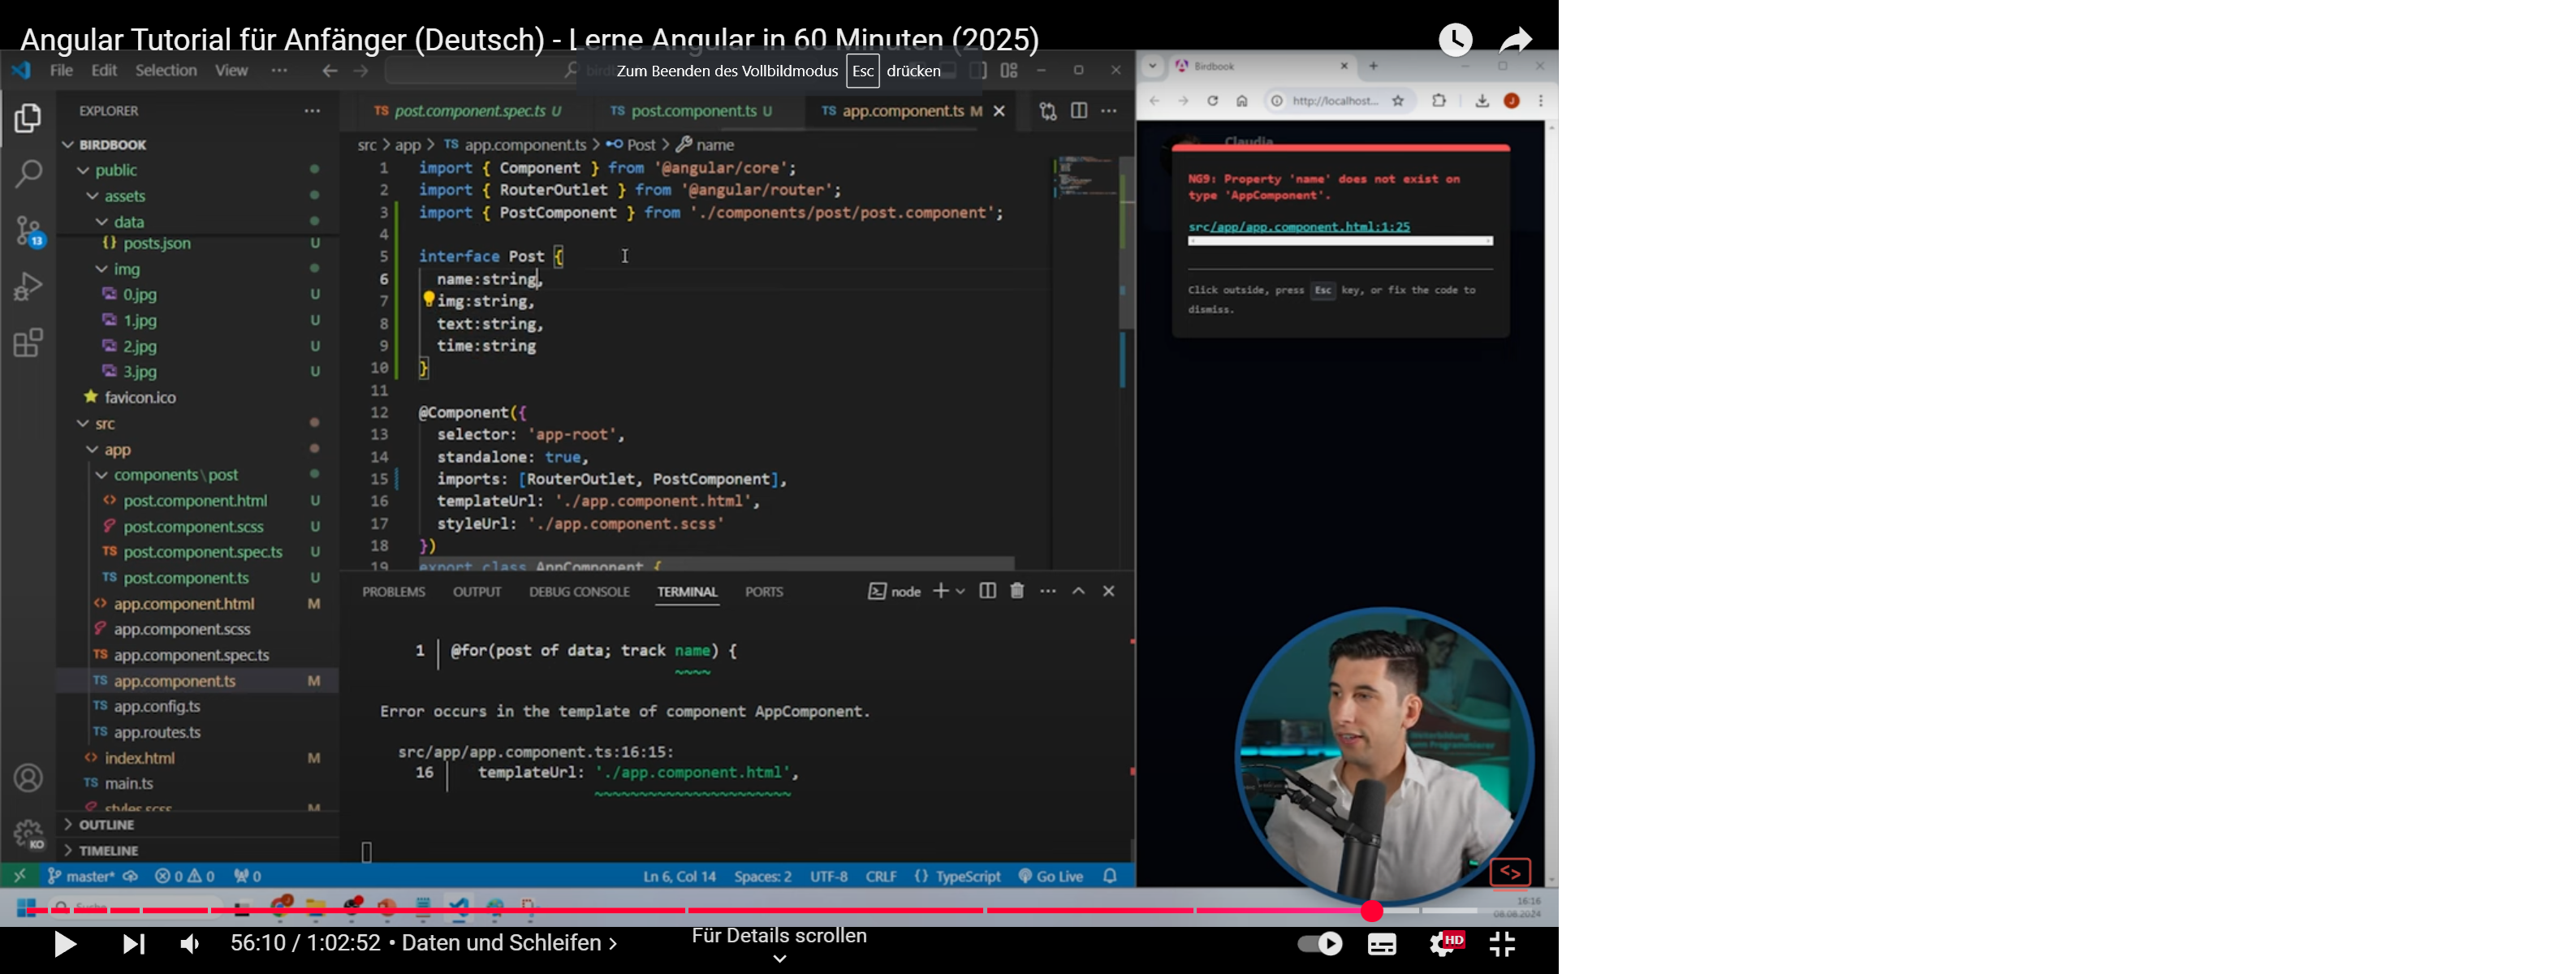 Angular Tutorial für Anfänger (Deutsch) - Lerne Angular in 60 Minuten (2025)
File Edit Selection View ···
Zum Beenden des Vollbildmodus Esc drücken
Birdbook
http://localhost...
EXPLORER
BIRDBOOK
public
assets
data
posts.json U
img
0.jpg U
1.jpg U
2.jpg U
3.jpg U
favicon.ico
src
app
components\post
post.component.html U
post.component.scss U
post.component.spec.ts U
post.component.ts U
app.component.html M
app.component.scss
app.component.spec.ts
app.component.ts M
app.config.ts
app.routes.ts
index.html M
main.ts
styles.scss M
OUTLINE
TIMELINE
post.component.spec.ts U
post.component.ts U
app.component.ts M
src > app > TS app.component.ts > Post > name
1 import { Component } from '@angular/core';
2 import { RouterOutlet } from '@angular/router';
3 import { PostComponent } from './components/post/post.component';
4
5 interface Post {
6 name:string,
7 img:string,
8 text:string,
9 time:string
10 }
11
12 @Component({
13 selector: 'app-root',
14 standalone: true,
15 imports: [RouterOutlet, PostComponent],
16 templateUrl: './app.component.html',
17 styleUrl: './app.component.scss'
18 })
19 export class AppComponent {
PROBLEMS OUTPUT DEBUG CONSOLE TERMINAL PORTS
node
1 @for(post of data; track name) {
Error occurs in the template of component AppComponent.
src/app/app.component.ts:16:15:
16 templateUrl: './app.component.html',
Claudia
NG9: Property 'name' does not exist on
type 'AppComponent'.
src/app/app.component.html:1:25
Click outside, press Esc key, or fix the code to
dismiss.
13
KO
master* 0 0 0
Ln 6, Col 14 Spaces: 2 UTF-8 CRLF {} TypeScript Go Live
Suche
16:16
08.08.2024
56:10 / 1:02:52 • Daten und Schleifen
Für Details scrollen
HD